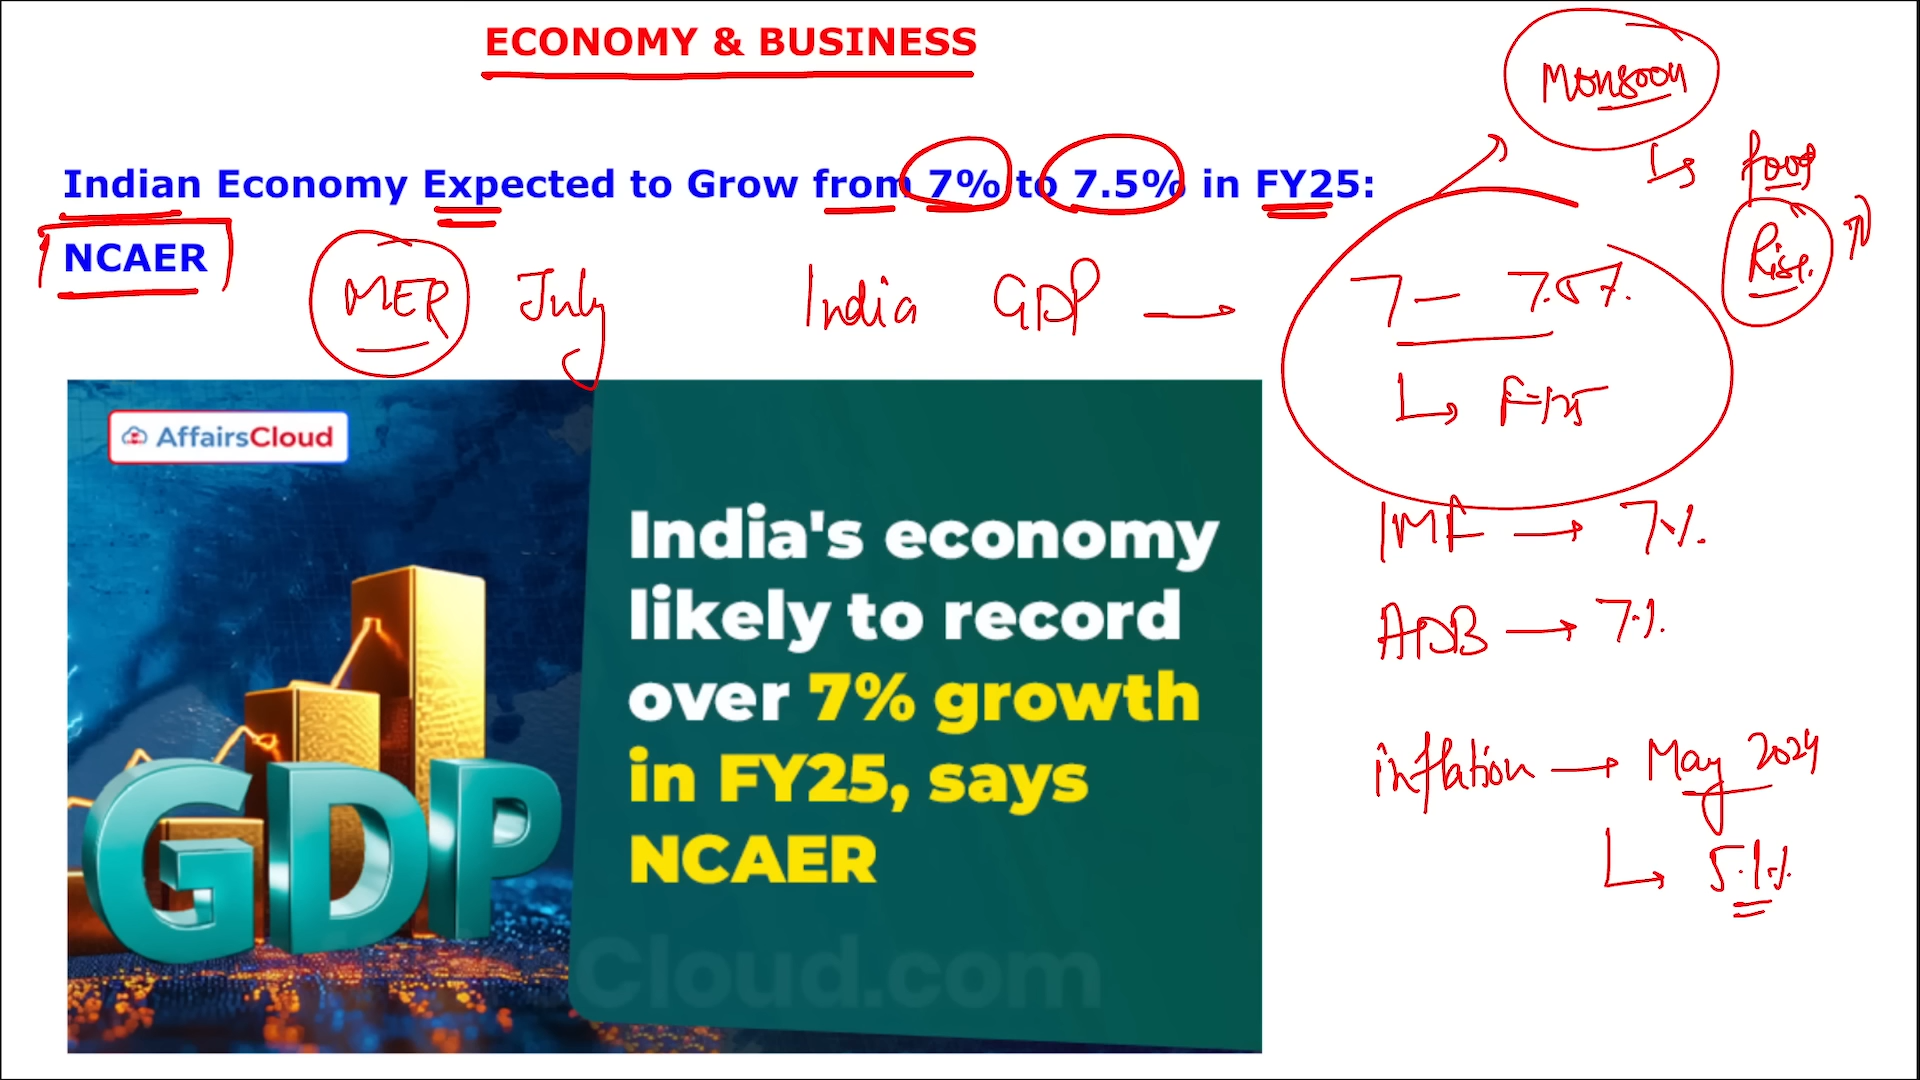 ECONOMY & BUSINESS
Monsoon
Indian Economy Expected to Grow from 7% to 7.5% in FY25:
NCAER
food
Rise.
MER July India GDP → 7 - 7.5%.
IMF → 7%.
ADB → 7%.
inflation → May 2024
5.1%.
AffairsCloud
India's economy
likely to record
over 7% growth
in FY25, says
NCAER
Cloud.com
GDP